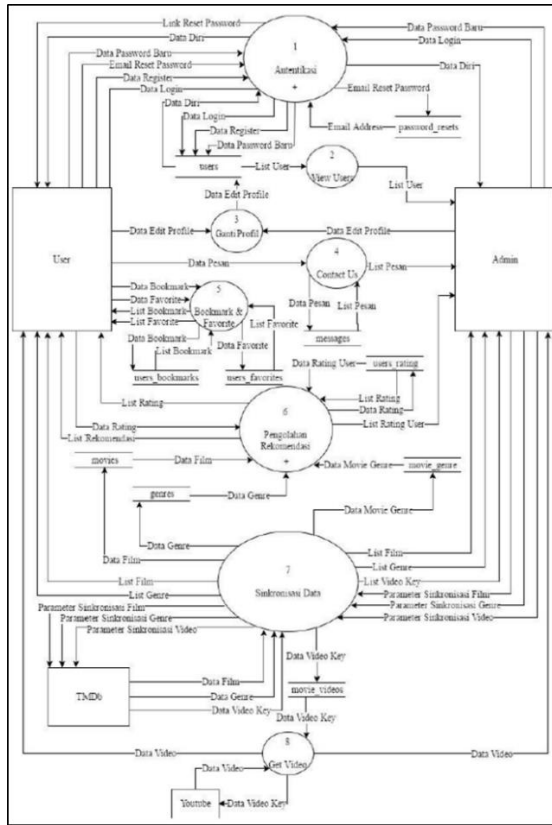 Link Reset Password
Data Diri
Data Password Baru
Email Reset Password
Data Register
Data Login
Data Diri
Data Login
Data Register
Data Password Baru
1
Autentikasi
+
Data Password Baru
Data Login
Data Diri
Email Reset Password
Email Address
password_resets
users
List User
2
View Users
List User
Data Edit Profile
User
Data Edit Profile
3
Ganti Profil
Data Edit Profile
Admin
Data Pesan
4
Contact Us
List Pesan
Data Pesan
List Pesan
messages
Data Bookmark
Data Favorite
List Bookmark
List Favorite
Data Bookmark
List Bookmark
5
Bookmark &
Favorite
List Favorite
Data Favorite
users_bookmarks
users_favorites
Data Rating User
users_rating
List Rating
Data Rating
List Rating User
List Rating
Data Rating
List Rekomendasi
6
Pengolahan
Rekomendasi
+
movies
Data Film
Data Movie Genre
movie_genre
genres
Data Genre
Data Movie Genre
Data Genre
Data Film
7
Sinkronisasi Data
List Film
List Genre
List Video Key
Parameter Sinkronisasi Film
Parameter Sinkronisasi Genre
Parameter Sinkronisasi Video
List Film
List Genre
Parameter Sinkronisasi Film
Parameter Sinkronisasi Genre
Parameter Sinkronisasi Video
TMDb
Data Film
Data Genre
Data Video Key
Data Video Key
movie_videos
Data Video Key
Data Video
8
Get Video
Data Video
Data Video
Youtube
Data Video Key